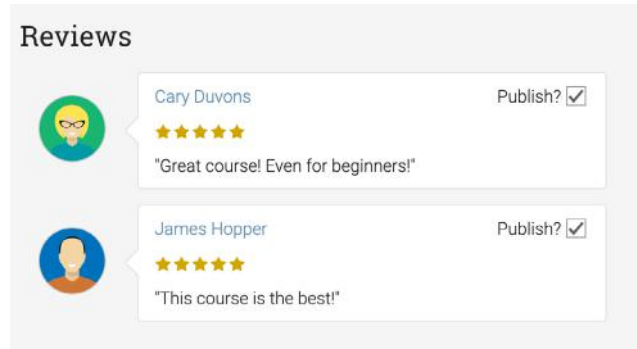 Reviews
Cary Duvons Publish?
"Great course! Even for beginners!"
James Hopper Publish?
"This course is the best!"